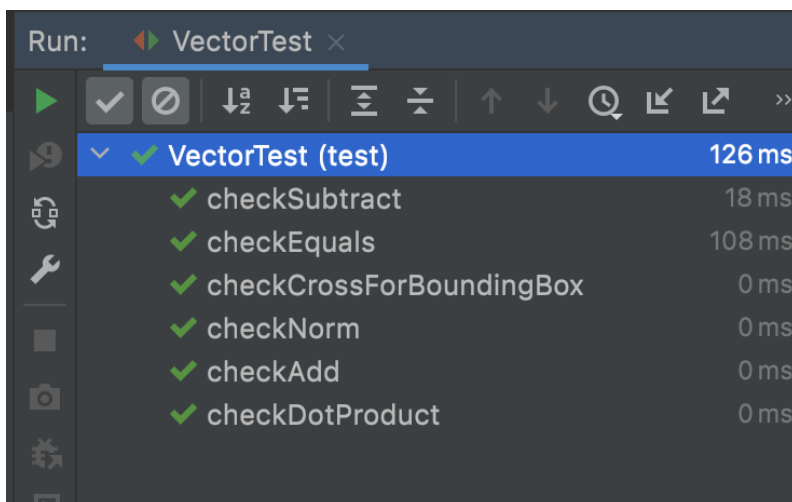 Run: VectorTest ×
VectorTest (test) 126 ms
checkSubtract 18 ms
checkEquals 108 ms
checkCrossForBoundingBox 0 ms
checkNorm 0 ms
checkAdd 0 ms
checkDotProduct 0 ms